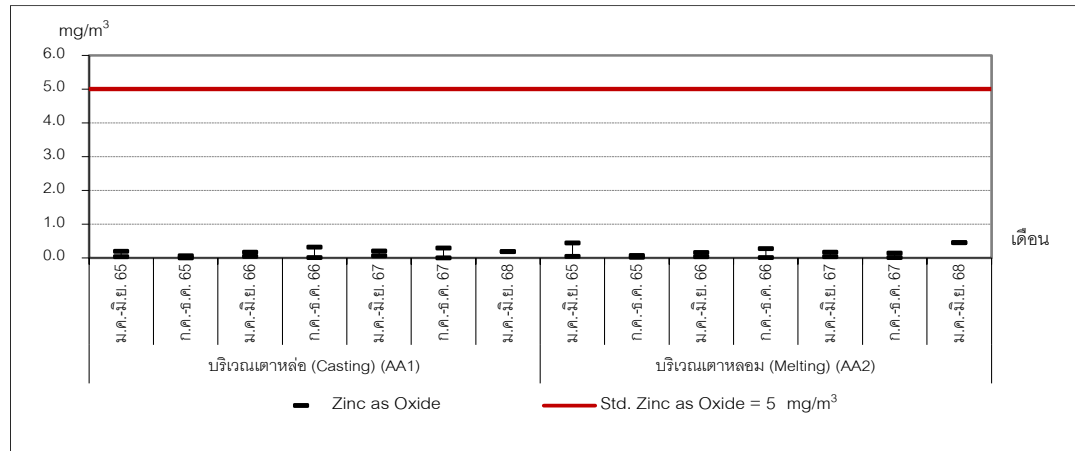 mg/m³
6.0
5.0
4.0
3.0
2.0
1.0
0.0
เดือน
ม.ค.-มิ.ย. 65
ก.ค.-ธ.ค. 65
ม.ค.-มิ.ย. 66
ก.ค.-ธ.ค. 66
ม.ค.-มิ.ย. 67
ก.ค.-ธ.ค. 67
ม.ค.-มิ.ย. 68
ม.ค.-มิ.ย. 65
ก.ค.-ธ.ค. 65
ม.ค.-มิ.ย. 66
ก.ค.-ธ.ค. 66
ม.ค.-มิ.ย. 67
ก.ค.-ธ.ค. 67
ม.ค.-มิ.ย. 68
บริเวณเตาหล่อ (Casting) (AA1)
บริเวณเตาหลอม (Melting) (AA2)
Zinc as Oxide
Std. Zinc as Oxide = 5 mg/m³